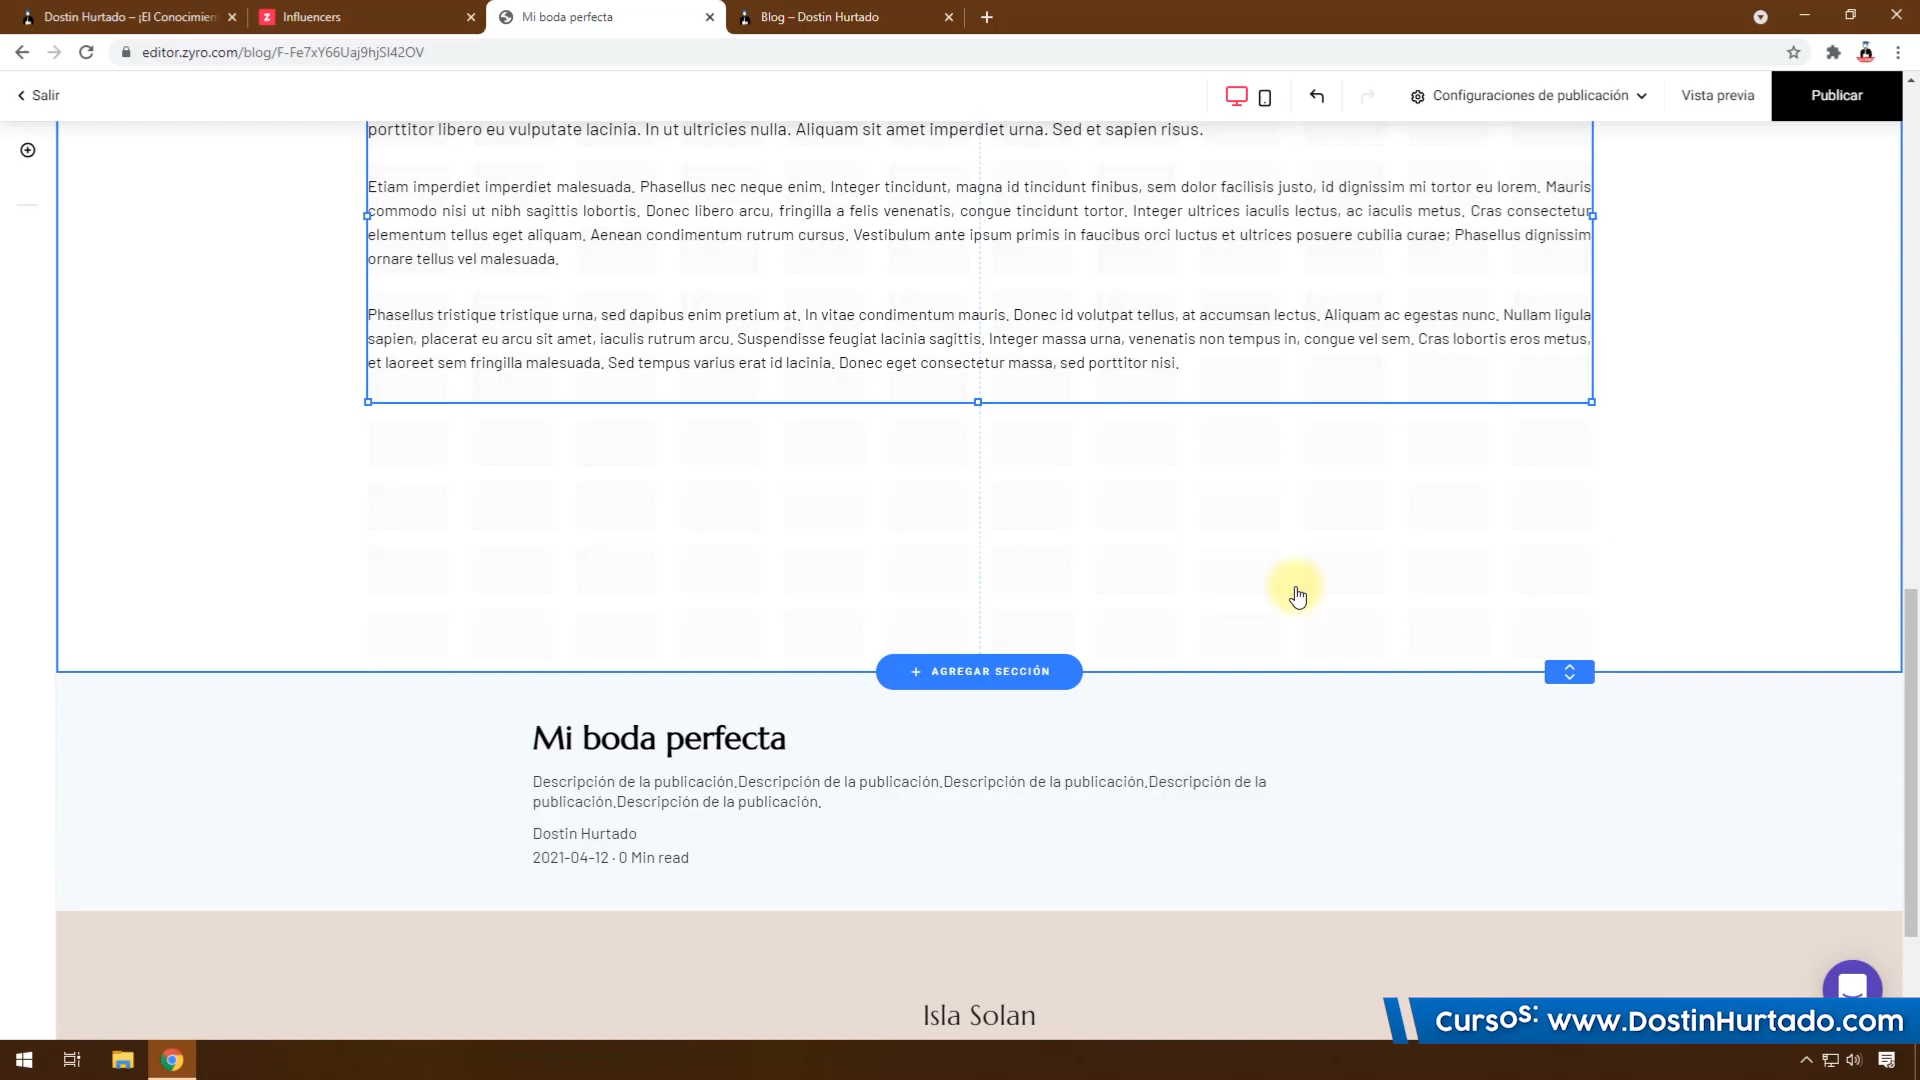 Dostin Hurtado – ¡El Conocimien
Influencers
Mi boda perfecta
Blog – Dostin Hurtado
editor.zyro.com/blog/F-Fe7xY66Uaj9hjSl42OV
Salir
Configuraciones de publicación
Vista previa
Publicar
porttitor libero eu vulputate lacinia. In ut ultricies nulla. Aliquam sit amet imperdiet urna. Sed et sapien risus.
Etiam imperdiet imperdiet malesuada. Phasellus nec neque enim. Integer tincidunt, magna id tincidunt finibus, sem dolor facilisis justo, id dignissim mi tortor eu lorem. Mauris
commodo nisi ut nibh sagittis lobortis. Donec libero arcu, fringilla a felis venenatis, congue tincidunt tortor. Integer ultrices iaculis lectus, ac iaculis metus. Cras consectetur
elementum tellus eget aliquam. Aenean condimentum rutrum cursus. Vestibulum ante ipsum primis in faucibus orci luctus et ultrices posuere cubilia curae; Phasellus dignissim
ornare tellus vel malesuada.
Phasellus tristique tristique urna, sed dapibus enim pretium at. In vitae condimentum mauris. Donec id volutpat tellus, at accumsan lectus. Aliquam ac egestas nunc. Nullam ligula
sapien, placerat eu arcu sit amet, iaculis rutrum arcu. Suspendisse feugiat lacinia sagittis. Integer massa urna, venenatis non tempus in, congue vel sem. Cras lobortis eros metus,
et laoreet sem fringilla malesuada. Sed tempus varius erat id lacinia. Donec eget consectetur massa, sed porttitor nisi.
AGREGAR SECCIÓN
Mi boda perfecta
Descripción de la publicación.Descripción de la publicación.Descripción de la publicación.Descripción de la
publicación.Descripción de la publicación.
Dostin Hurtado
2021-04-12 · 0 Min read
Isla Solan
Cursos: www.DostinHurtado.com